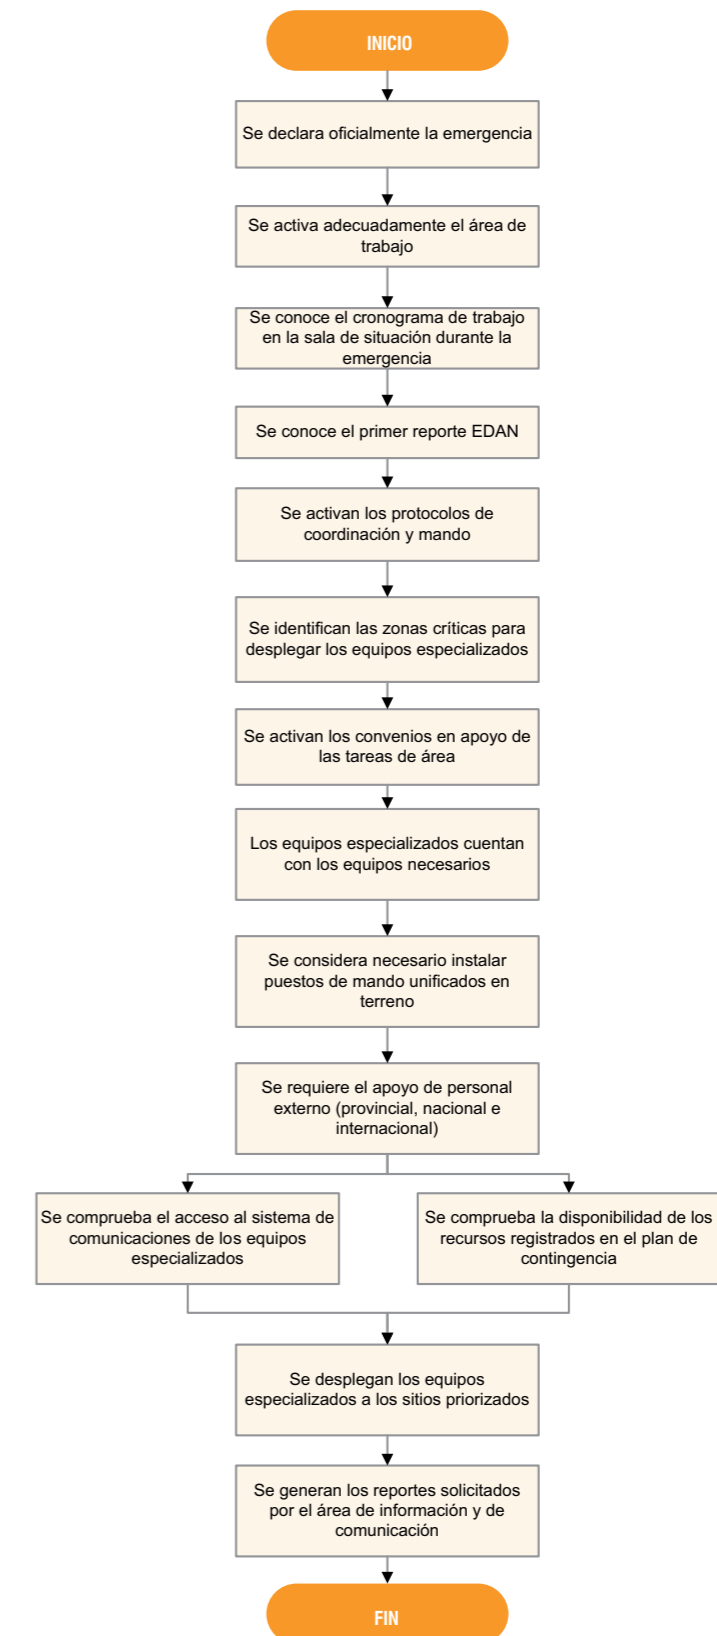 INICIO
Se declara oficialmente la emergencia
Se activa adecuadamente el área de
trabajo
Se conoce el cronograma de trabajo
en la sala de situación durante la
emergencia
Se conoce el primer reporte EDAN
Se activan los protocolos de
coordinación y mando
Se identifican las zonas críticas para
desplegar los equipos especializados
Se activan los convenios en apoyo de
las tareas de área
Los equipos especializados cuentan
con los equipos necesarios
Se considera necesario instalar
puestos de mando unificados en
terreno
Se requiere el apoyo de personal
externo (provincial, nacional e
internacional)
Se comprueba el acceso al sistema de
comunicaciones de los equipos
especializados
Se comprueba la disponibilidad de los
recursos registrados en el plan de
contingencia
Se desplegan los equipos
especializados a los sitios priorizados
Se generan los reportes solicitados
por el área de información y de
comunicación
FIN